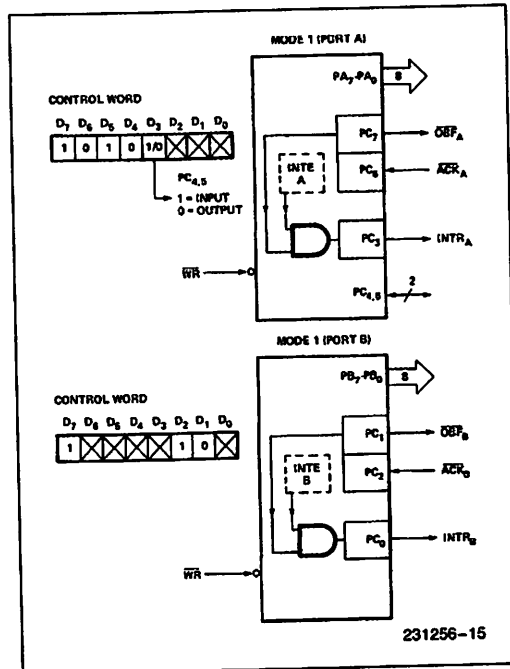 MODE 1 (PORT A)
PA7-PA0
8
CONTROL WORD
D7 D6 D5 D4 D3 D2 D1 D0
1 0 1 0 1/0
PC4,5
1 = INPUT
0 = OUTPUT
PC7
OBFA
INTE
A
PC6
ACKA
PC3
INTRA
WR
PC4,5
2
MODE 1 (PORT B)
PB7-PB0
8
CONTROL WORD
D7 D6 D5 D4 D3 D2 D1 D0
1 1 0
PC1
OBFB
INTE
B
PC2
ACKB
PC0
INTRB
WR
231256-15